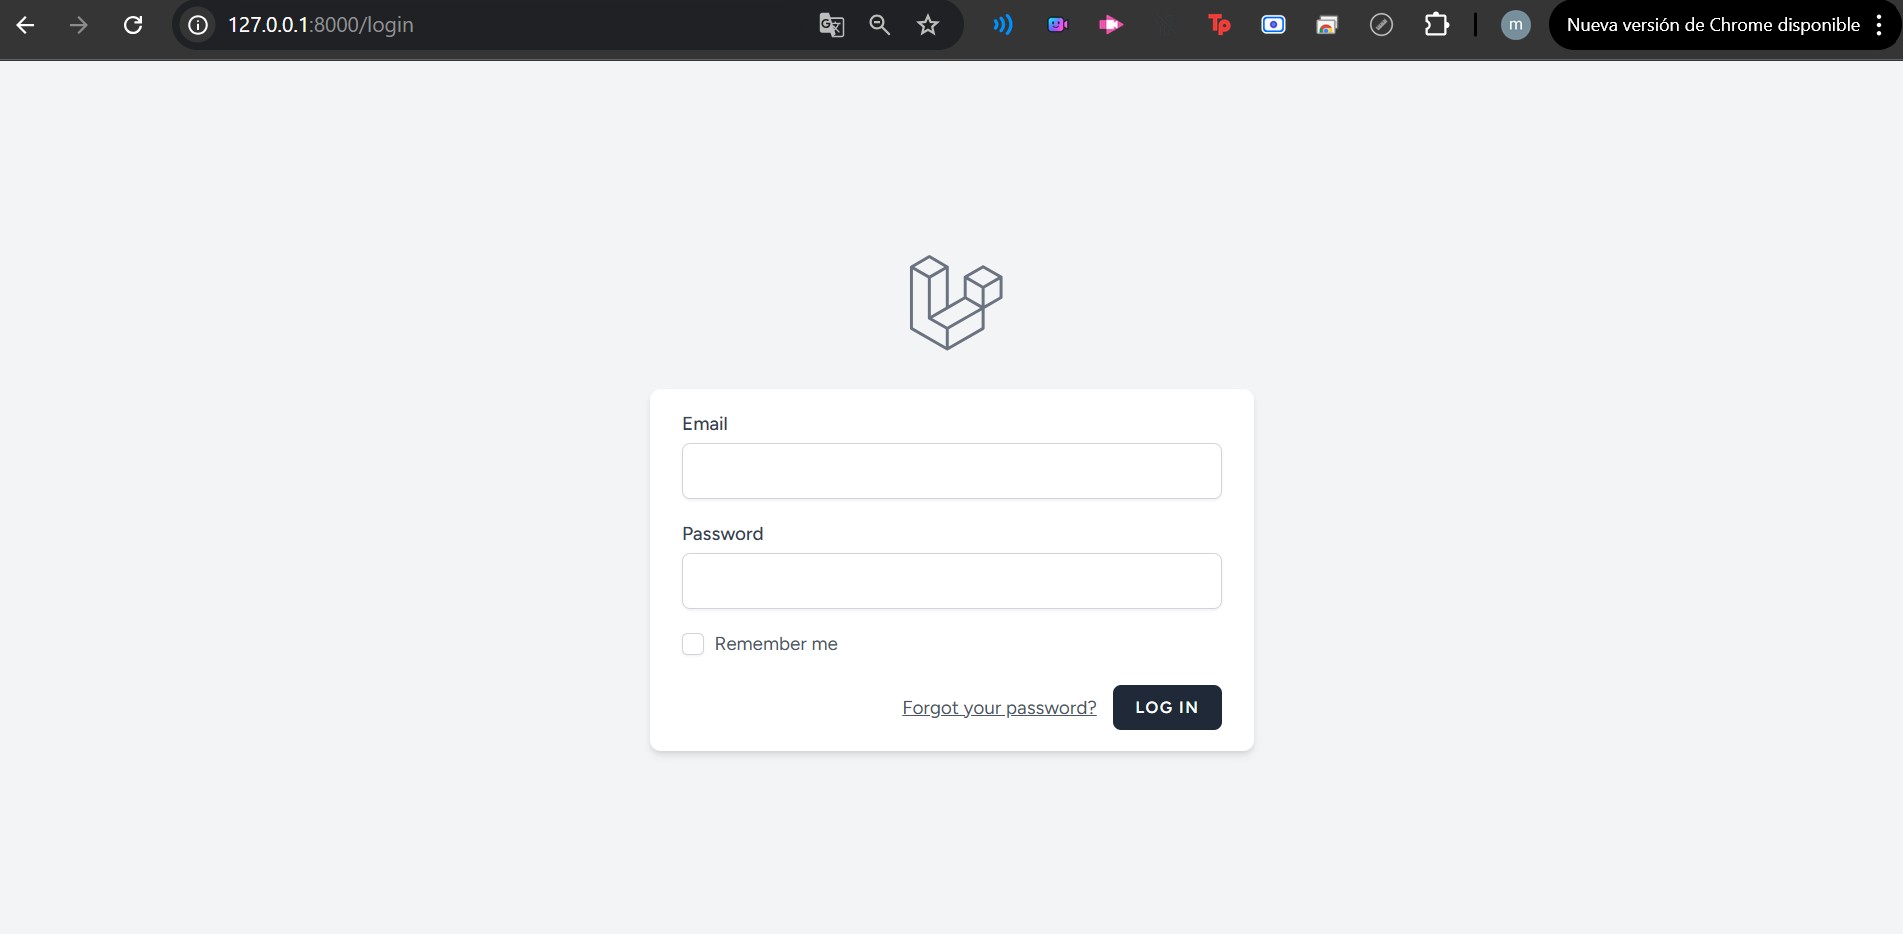 127.0.0.1:8000/login
m
Nueva versión de Chrome disponible
Email
Password
Remember me
Forgot your password?
LOG IN